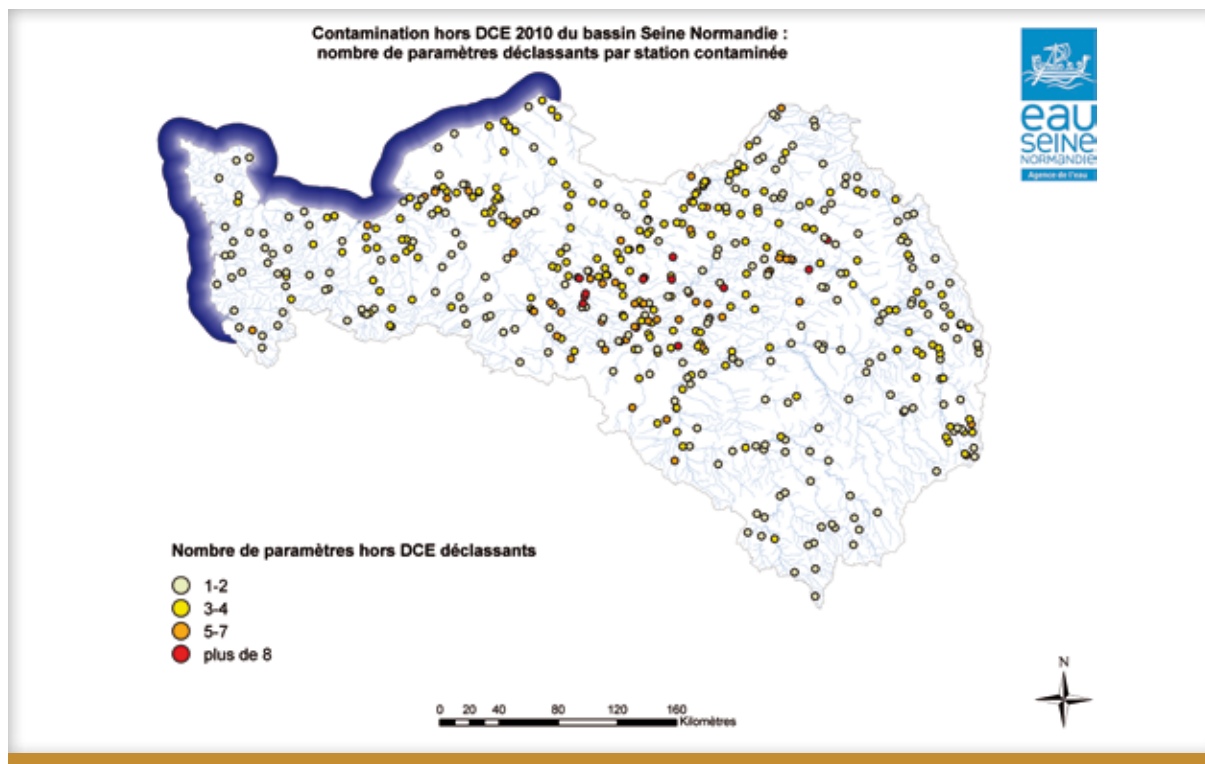 Contamination hors DCE 2010 du bassin Seine Normandie :
nombre de paramètres déclassants par station contaminée
eau
SEINE
NORMANDIE
Agence de l'eau
Nombre de paramètres hors DCE déclassants
1-2
3-4
5-7
plus de 8
N
0 20 40 80 120 160
Kilomètres